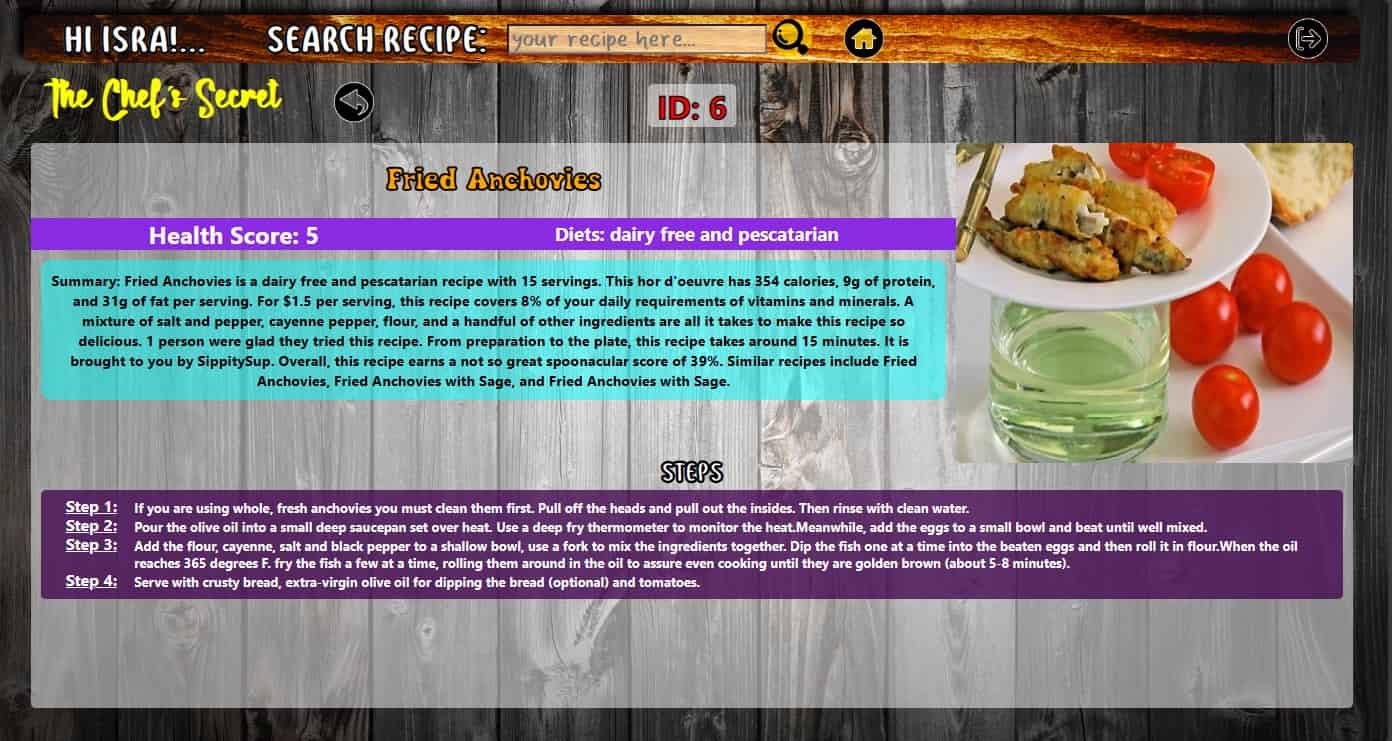 HI ISRA!...
SEARCH RECIPE:
your recipe here...
The Chef's Secret
ID: 6
Fried Anchovies
Health Score: 5
Diets: dairy free and pescatarian
Summary: Fried Anchovies is a dairy free and pescatarian recipe with 15 servings. This hor d'oeuvre has 354 calories, 9g of protein,
and 31g of fat per serving. For $1.5 per serving, this recipe covers 8% of your daily requirements of vitamins and minerals. A
mixture of salt and pepper, cayenne pepper, flour, and a handful of other ingredients are all it takes to make this recipe so
delicious. 1 person were glad they tried this recipe. From preparation to the plate, this recipe takes around 15 minutes. It is
brought to you by SippitySup. Overall, this recipe earns a not so great spoonacular score of 39%. Similar recipes include Fried
Anchovies, Fried Anchovies with Sage, and Fried Anchovies with Sage.
STEPS
Step 1: If you are using whole, fresh anchovies you must clean them first. Pull off the heads and pull out the insides. Then rinse with clean water.
Step 2: Pour the olive oil into a small deep saucepan set over heat. Use a deep fry thermometer to monitor the heat.Meanwhile, add the eggs to a small bowl and beat until well mixed.
Step 3: Add the flour, cayenne, salt and black pepper to a shallow bowl, use a fork to mix the ingredients together. Dip the fish one at a time into the beaten eggs and then roll it in flour.When the oil
reaches 365 degrees F. fry the fish a few at a time, rolling them around in the oil to assure even cooking until they are golden brown (about 5-8 minutes).
Step 4: Serve with crusty bread, extra-virgin olive oil for dipping the bread (optional) and tomatoes.